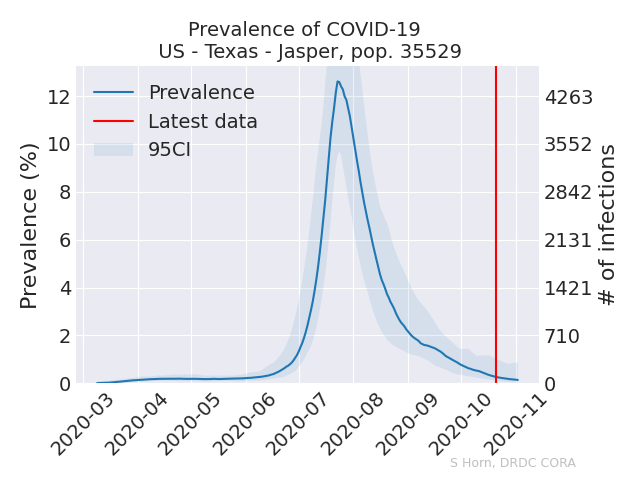 Prevalence of COVID-19
US - Texas - Jasper, pop. 35529
Prevalence
Latest data
95CI
Prevalence (%)
12
10
8
6
4
2
0
4263
3552
2842
2131
1421
710
0
# of infections
2020-03
2020-04
2020-05
2020-06
2020-07
2020-08
2020-09
2020-10
2020-11
S Horn, DRDC CORA